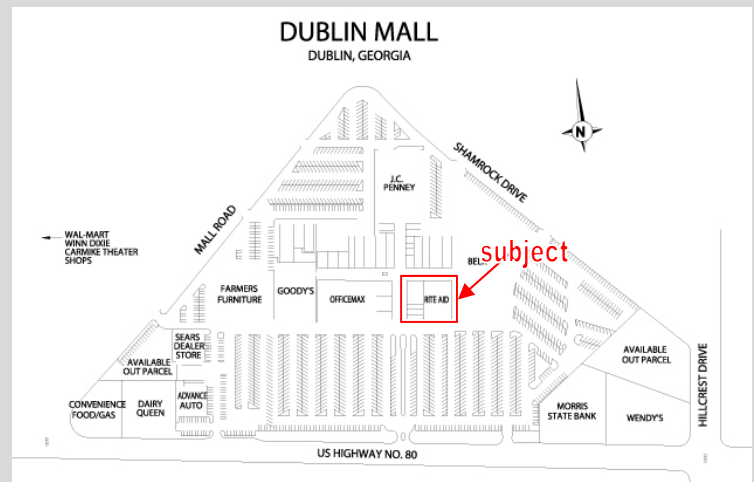 DUBLIN MALL
DUBLIN, GEORGIA
N
SHAMROCK DRIVE
J.C.
PENNEY
MALL ROAD
WAL-MART
WINN DIXIE
CARMIKE THEATER
SHOPS
subject
FARMERS
FURNITURE
GOODY'S
OFFICEMAX
RITE AID
SEARS
DEALER
STORE
AVAILABLE
OUT PARCEL
AVAILABLE
OUT PARCEL
HILLCREST DRIVE
CONVENIENCE
FOOD/GAS
DAIRY
QUEEN
ADVANCE
AUTO
MORRIS
STATE BANK
WENDY'S
US HIGHWAY NO. 80